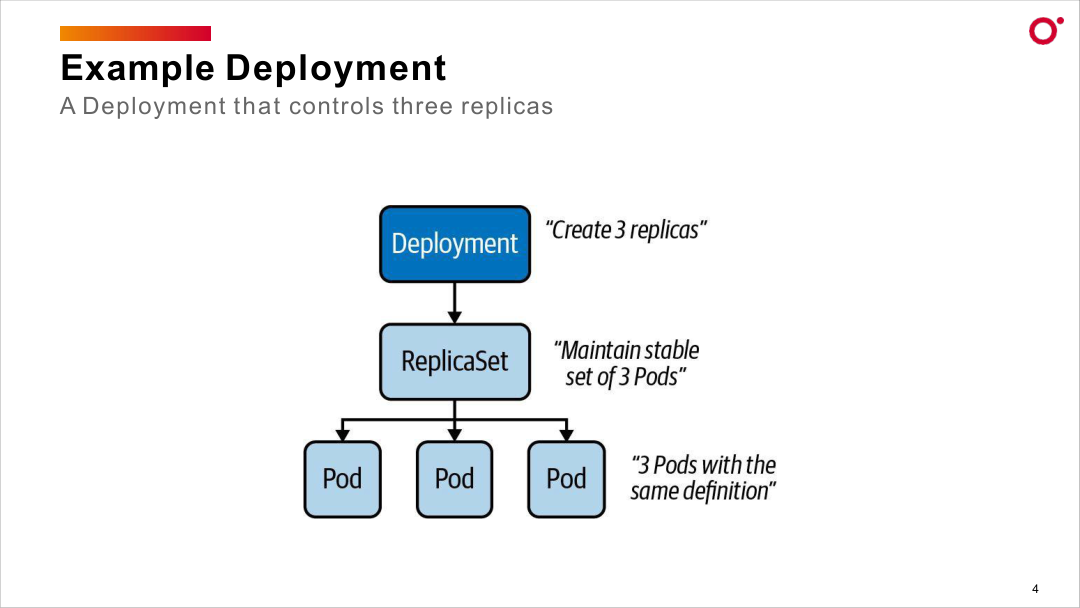 Example Deployment
A Deployment that controls three replicas
Deployment
“Create 3 replicas”
ReplicaSet
“Maintain stable
set of 3 Pods”
Pod
Pod
Pod
“3 Pods with the
same definition”
4